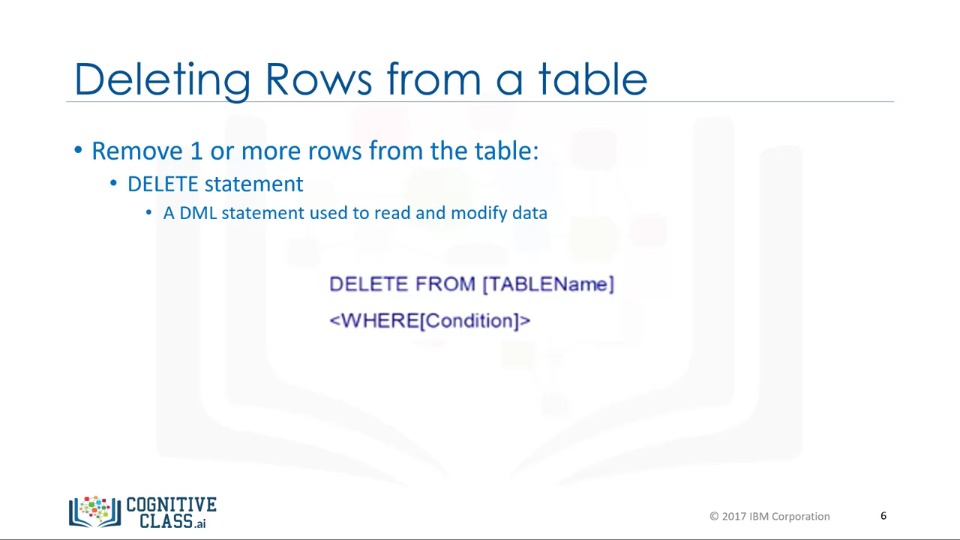 Deleting Rows from a table
• Remove 1 or more rows from the table:
• DELETE statement
• A DML statement used to read and modify data
DELETE FROM [TABLEName]
<WHERE[Condition]>
COGNITIVE
CLASS.ai
© 2017 IBM Corporation
6